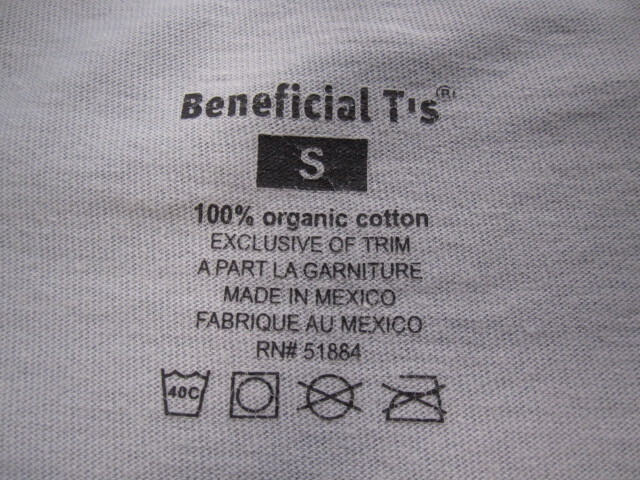 Beneficial T's®
S
100% organic cotton
EXCLUSIVE OF TRIM
A PART LA GARNITURE
MADE IN MEXICO
FABRIQUE AU MEXICO
RN# 51884
40C